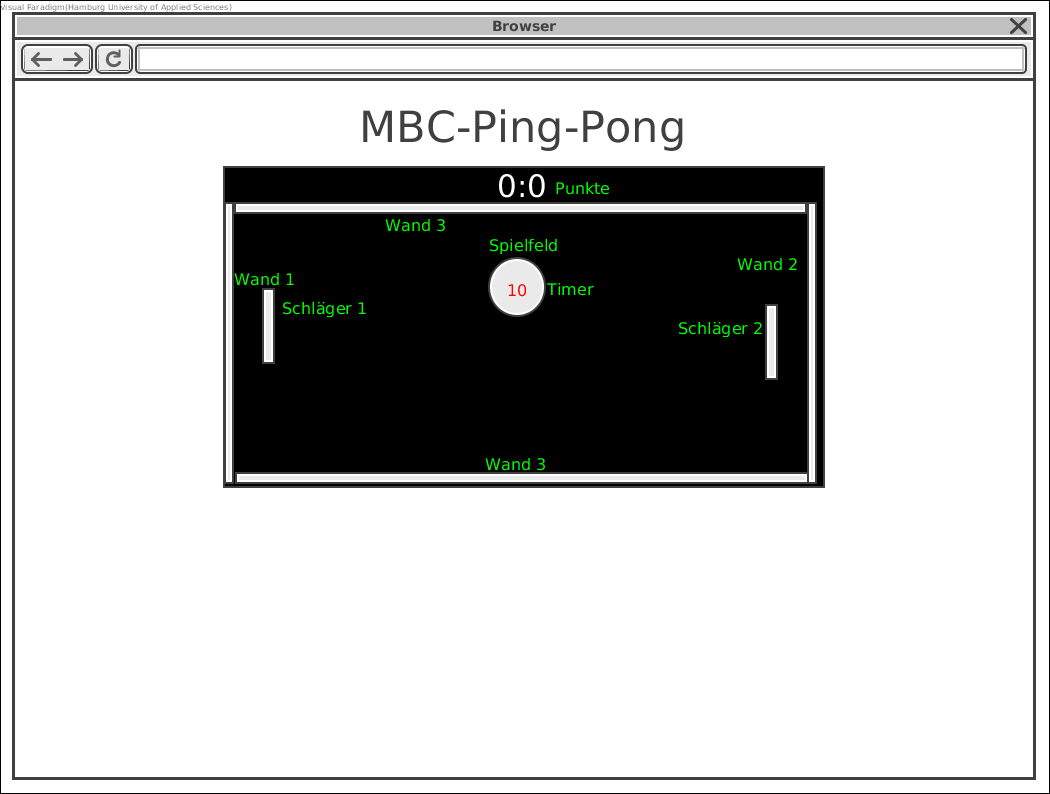 Visual Paradigm(Hamburg University of Applied Sciences)
Browser
MBC-Ping-Pong
0:0 Punkte
Wand 3
Spielfeld
Wand 2
Wand 1
10 Timer
Schläger 1
Schläger 2
Wand 3